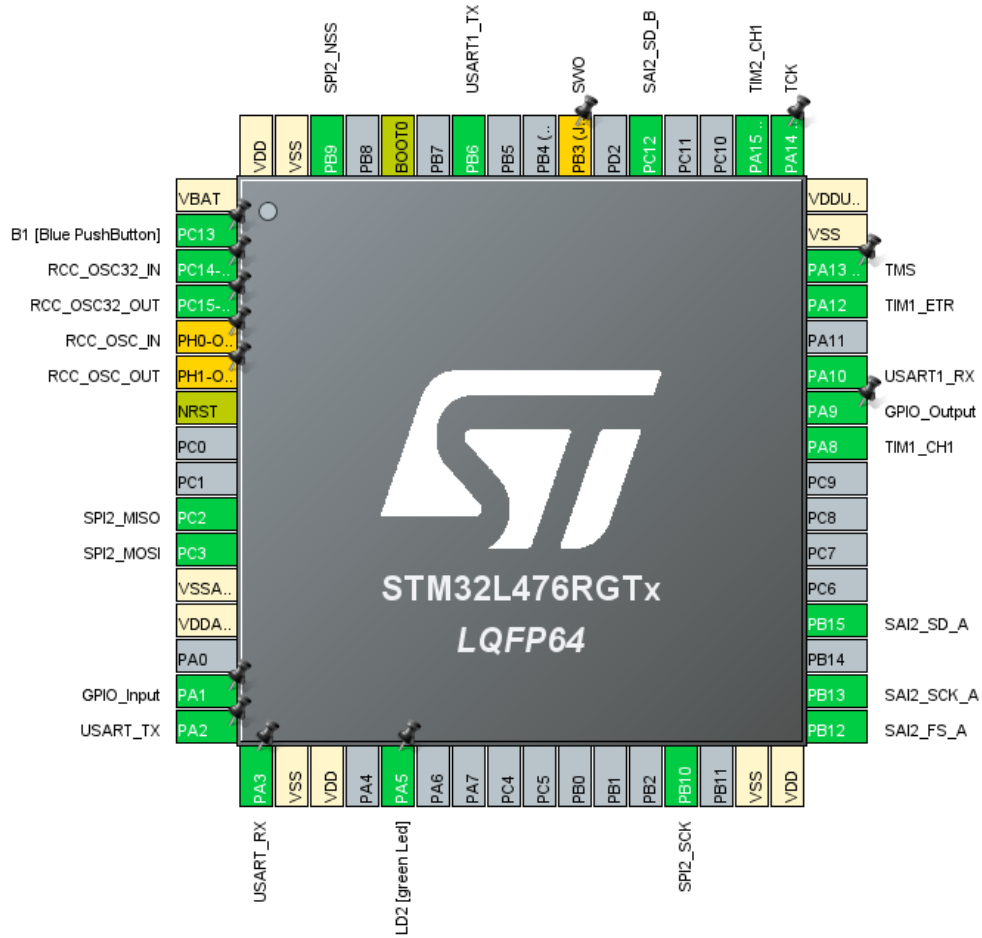 SPI2_NSS
USART1_TX
SWO
SAI2_SD_B
TIM2_CH1
TCK
VDD
VSS
PB9
PB8
BOOT0
PB7
PB6
PB5
PB4 (..
PB3 (J..
PD2
PC12
PC11
PC10
PA15 ..
PA14 ..
VBAT
B1 [Blue PushButton] PC13
RCC_OSC32_IN PC14-..
RCC_OSC32_OUT PC15-..
RCC_OSC_IN PH0-O..
RCC_OSC_OUT PH1-O..
NRST
PC0
PC1
SPI2_MISO PC2
SPI2_MOSI PC3
VSSA..
VDDA..
PA0
GPIO_Input PA1
USART_TX PA2
STM32L476RGTx
LQFP64
VDDU..
VSS
PA13 .. TMS
PA12 TIM1_ETR
PA11
PA10 USART1_RX
PA9 GPIO_Output
PA8 TIM1_CH1
PC9
PC8
PC7
PC6
PB15 SAI2_SD_A
PB14
PB13 SAI2_SCK_A
PB12 SAI2_FS_A
PA3
VSS
VDD
PA4
PA5
PA6
PA7
PC4
PC5
PB0
PB1
PB2
PB10
PB11
VSS
VDD
USART_RX
LD2 [green Led]
SPI2_SCK